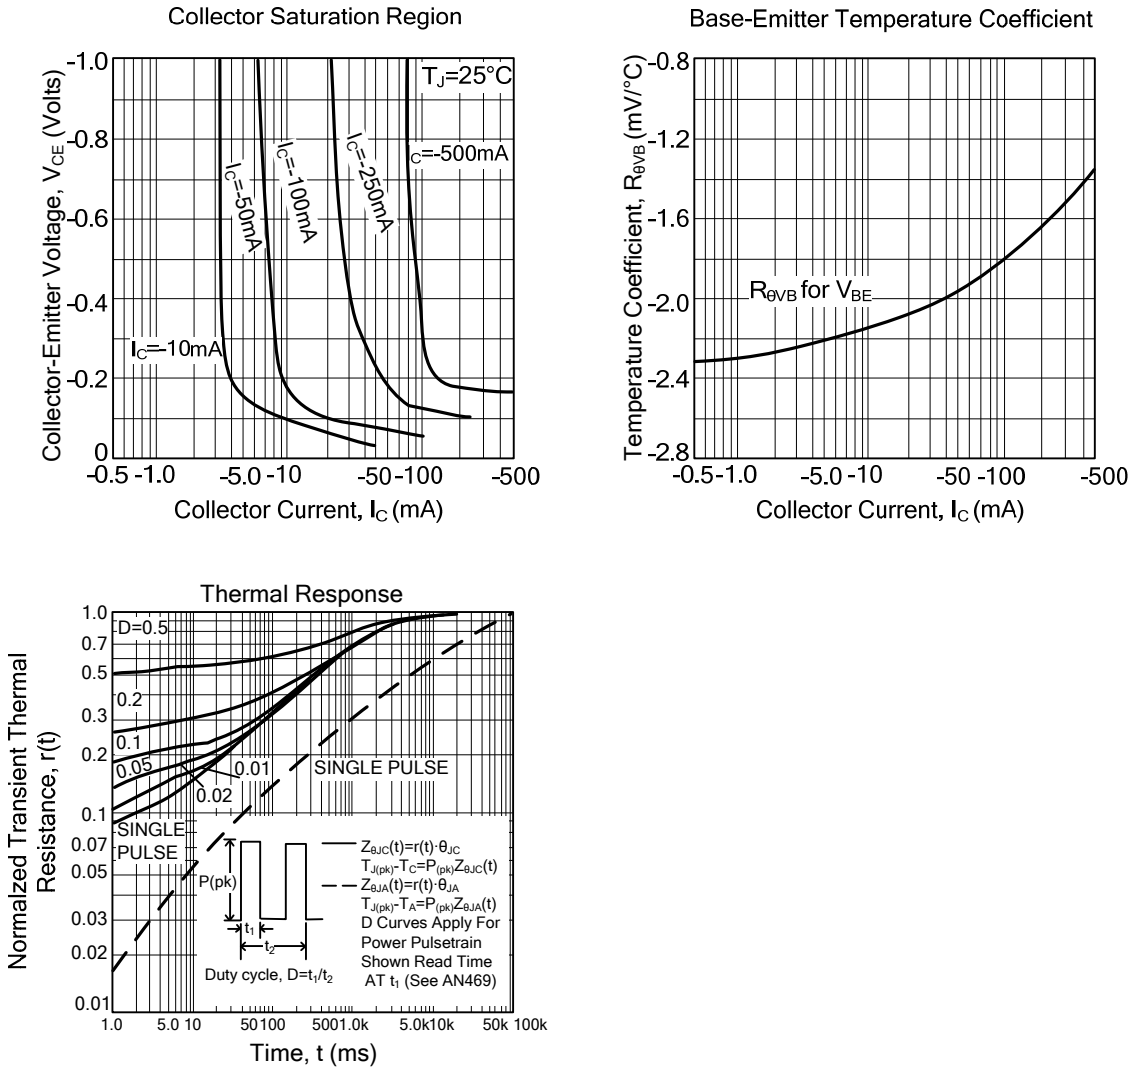 Collector Saturation Region
Collector-Emitter Voltage, VCE (Volts)
-1.0
-0.8
-0.6
-0.4
-0.2
0
TJ=25°C
IC=-10mA
IC=-50mA
IC=-100mA
IC=-250mA
C=-500mA
-0.5 -1.0 -5.0 -10 -50 -100 -500
Collector Current, IC (mA)
Base-Emitter Temperature Coefficient
Temperature Coefficient, RθVB (mV/°C)
-0.8
-1.2
-1.6
-2.0
-2.4
-2.8
RθVB for VBE
-0.5 -1.0 -5.0 -10 -50 -100 -500
Collector Current, IC (mA)
Thermal Response
Normalzed Transient Thermal
Resistance, r(t)
1.0
0.7
0.5
0.3
0.2
0.1
0.07
0.05
0.03
0.02
0.01
D=0.5
0.2
0.1
0.05
0.01
0.02
SINGLE PULSE
SINGLE
PULSE
P(pk)
t1
t2
Duty cycle, D=t1/t2
ZθJC(t)=r(t)·θJC
TJ(pk)-TC=P(pk)ZθJC(t)
ZθJA(t)=r(t)·θJA
TJ(pk)-TA=P(pk)ZθJA(t)
D Curves Apply For
Power Pulsetrain
Shown Read Time
AT t1 (See AN469)
1.0 5.0 10 50 100 500 1.0k 5.0k 10k 50k 100k
Time, t (ms)